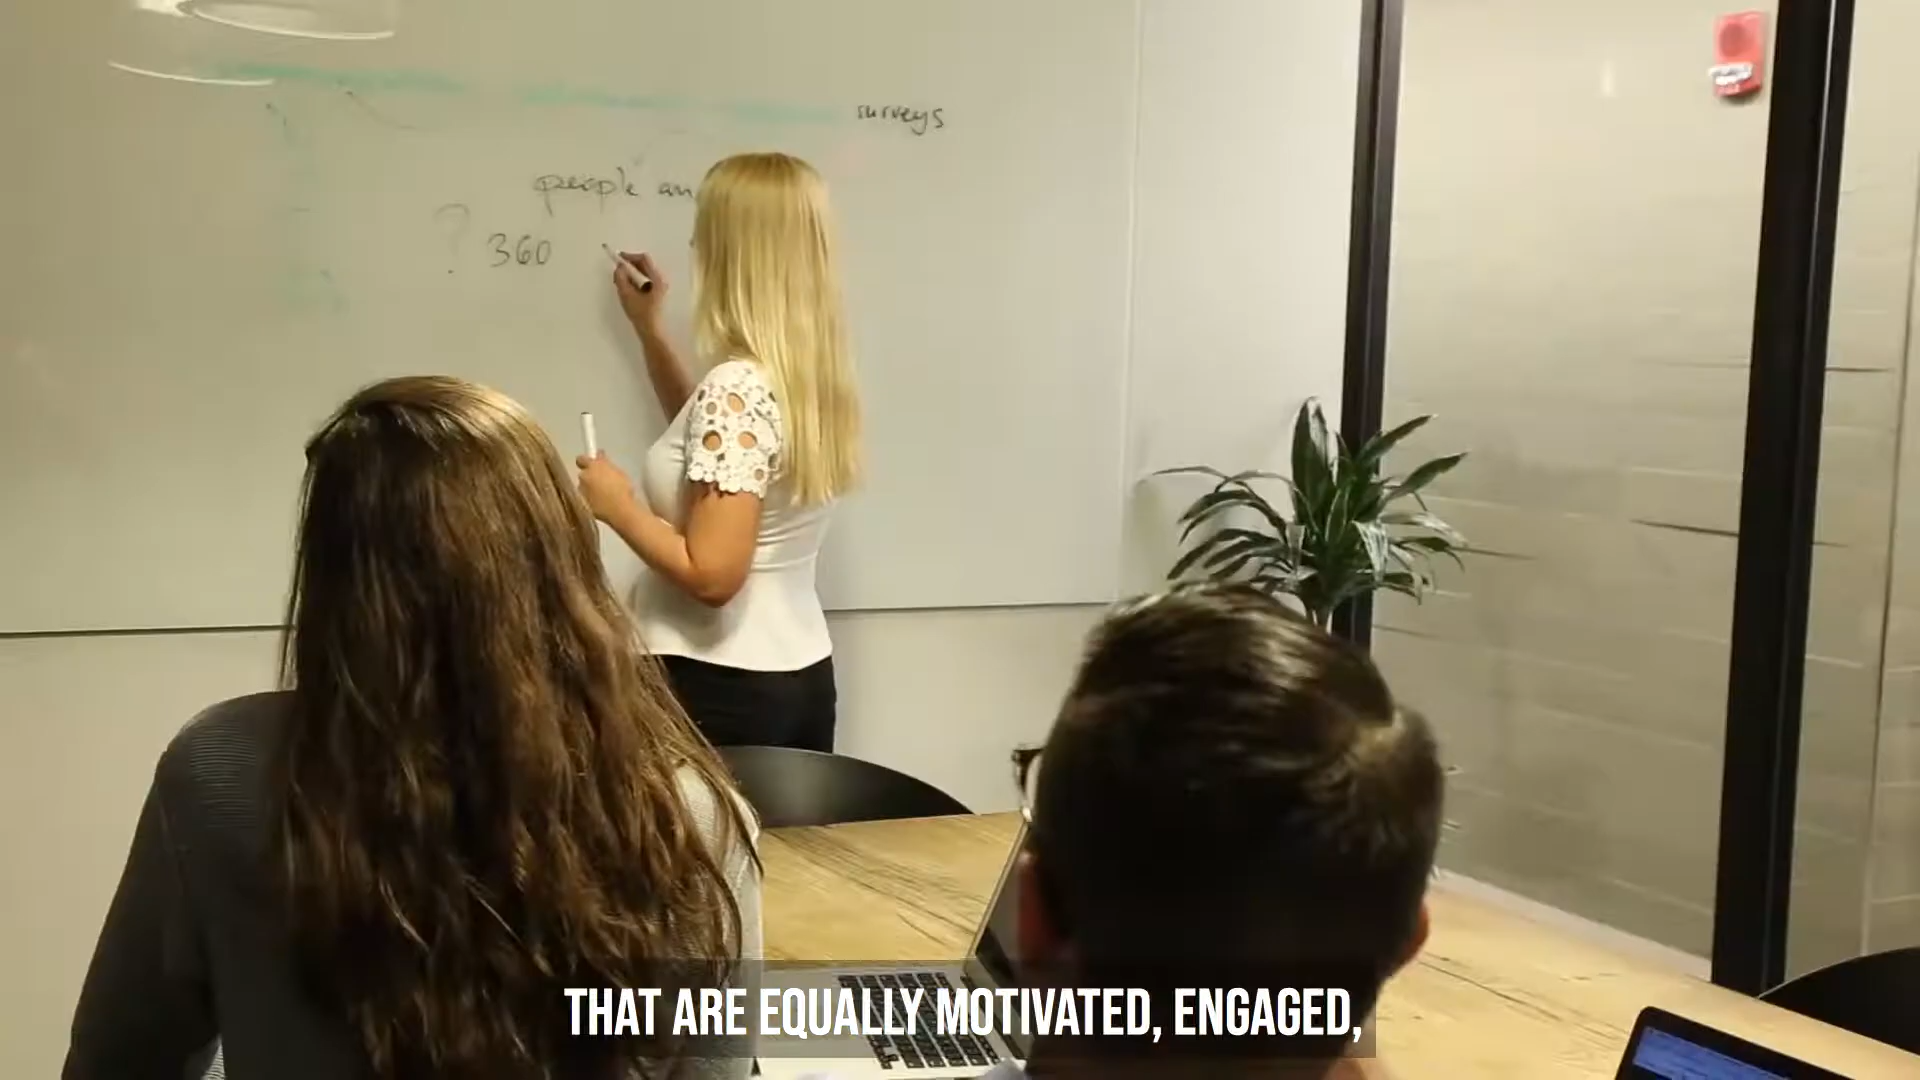 surveys
people an
? 360
THAT ARE EQUALLY MOTIVATED, ENGAGED,